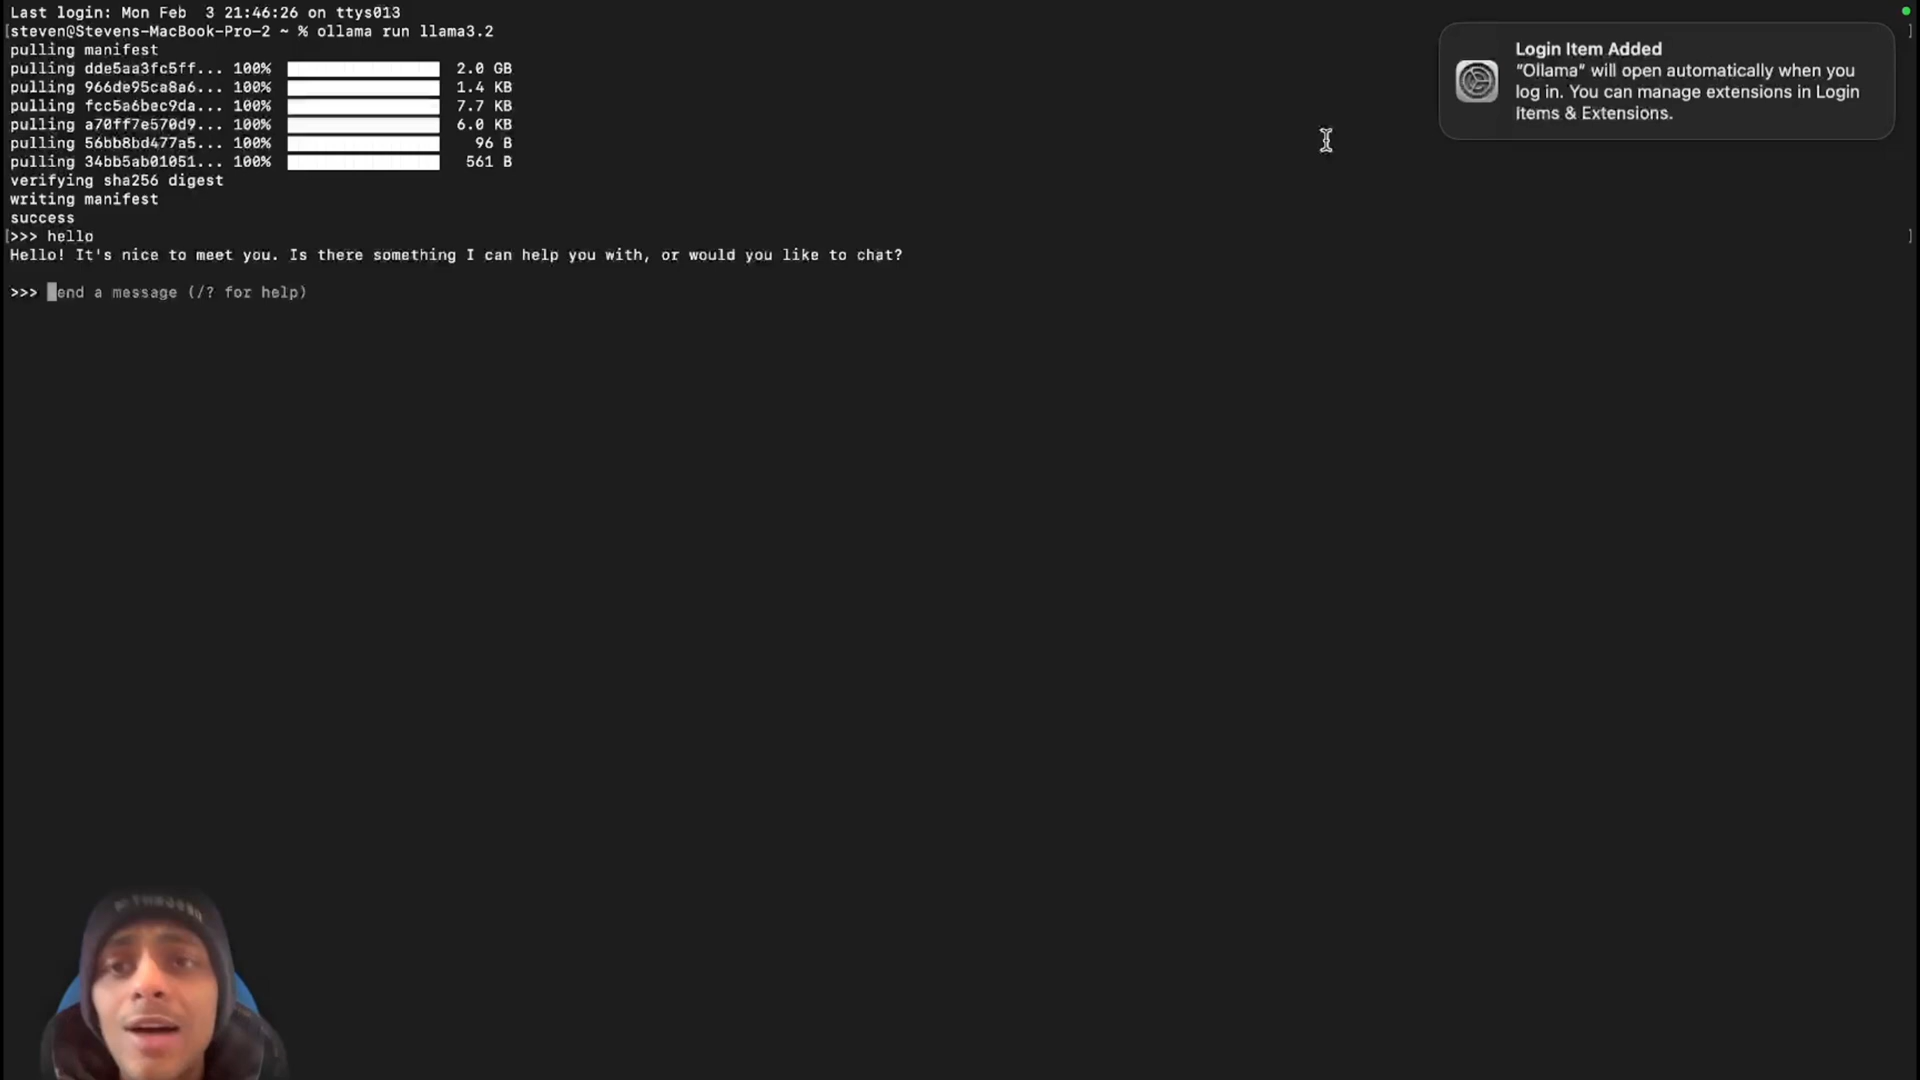 Last login: Mon Feb  3 21:46:26 on ttys013
[steven@Stevens-MacBook-Pro-2 ~ % ollama run llama3.2 ]
pulling manifest
pulling dde5aa3fc5ff... 100% 2.0 GB
pulling 966de95ca8a6... 100% 1.4 KB
pulling fcc5a6bec9da... 100% 7.7 KB
pulling a70ff7e570d9... 100% 6.0 KB
pulling 56bb8bd477a5... 100% 96 B
pulling 34bb5ab01051... 100% 561 B
verifying sha256 digest
writing manifest
success
[>>> hello ]
Hello! It's nice to meet you. Is there something I can help you with, or would you like to chat?
>>> end a message (/? for help)
Login Item Added
"Ollama" will open automatically when you
log in. You can manage extensions in Login
Items & Extensions.